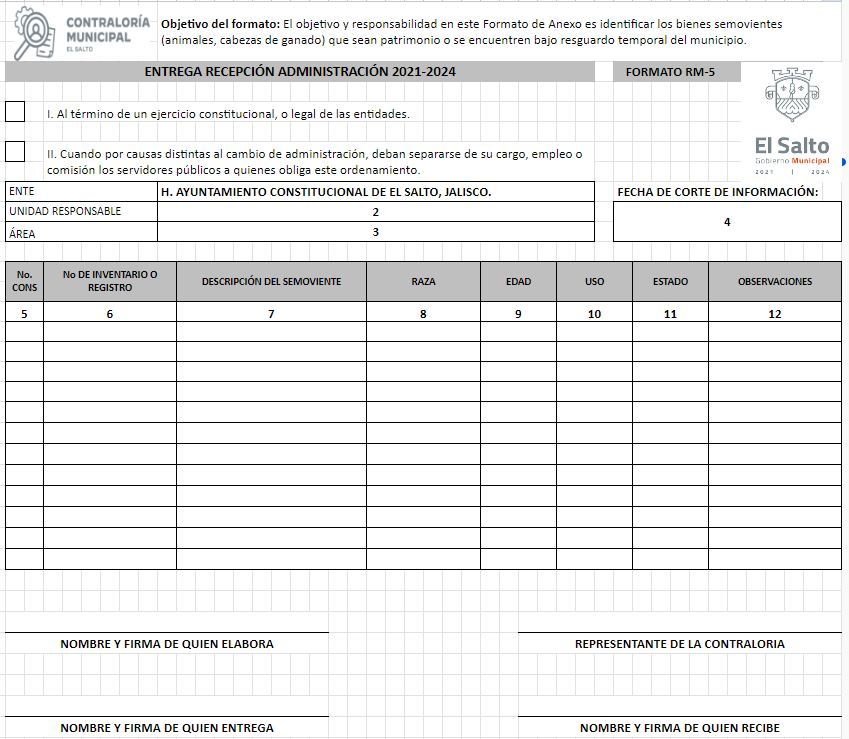 CONTRALORÍA
MUNICIPAL
EL SALTO
Objetivo del formato: El objetivo y responsabilidad en este Formato de Anexo es identificar los bienes semovientes
(animales, cabezas de ganado) que sean patrimonio o se encuentren bajo resguardo temporal del municipio.
ENTREGA RECEPCIÓN ADMINISTRACIÓN 2021-2024
FORMATO RM-5
I. Al término de un ejercicio constitucional, o legal de las entidades.
II. Cuando por causas distintas al cambio de administración, deban separarse de su cargo, empleo o
comisión los servidores públicos a quienes obliga este ordenamiento.
El Salto
Gobierno Municipal
2021 | 2024
ENTE H. AYUNTAMIENTO CONSTITUCIONAL DE EL SALTO, JALISCO.
UNIDAD RESPONSABLE 2
ÁREA 3
FECHA DE CORTE DE INFORMACIÓN:
4
No. CONS No DE INVENTARIO O REGISTRO DESCRIPCIÓN DEL SEMOVIENTE RAZA EDAD USO ESTADO OBSERVACIONES
5 6 7 8 9 10 11 12
NOMBRE Y FIRMA DE QUIEN ELABORA REPRESENTANTE DE LA CONTRALORIA
NOMBRE Y FIRMA DE QUIEN ENTREGA NOMBRE Y FIRMA DE QUIEN RECIBE